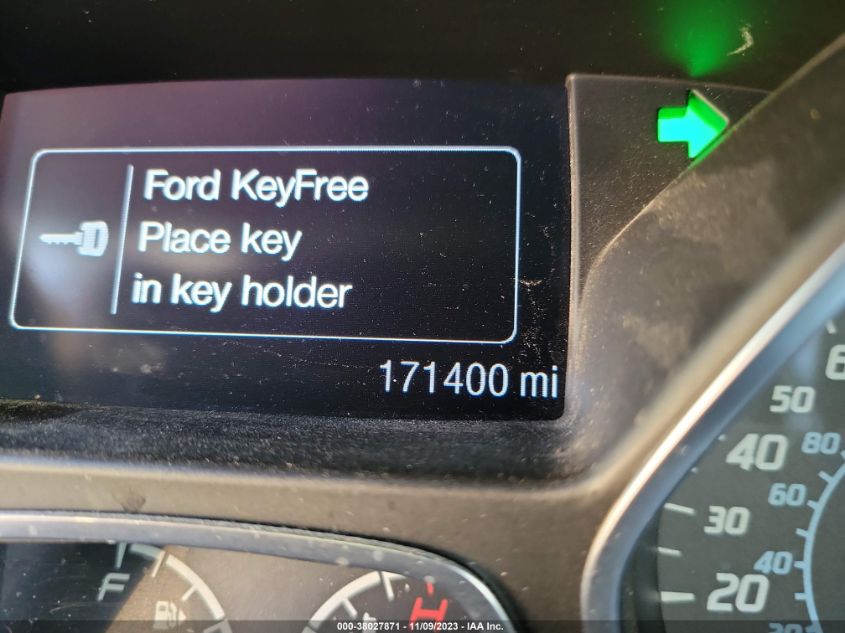 Ford KeyFree
Place key
in key holder
171400 mi
50
40
80
60
30
40
20
F
H
000-38027871 - 11/09/2023 - © IAA, Inc.